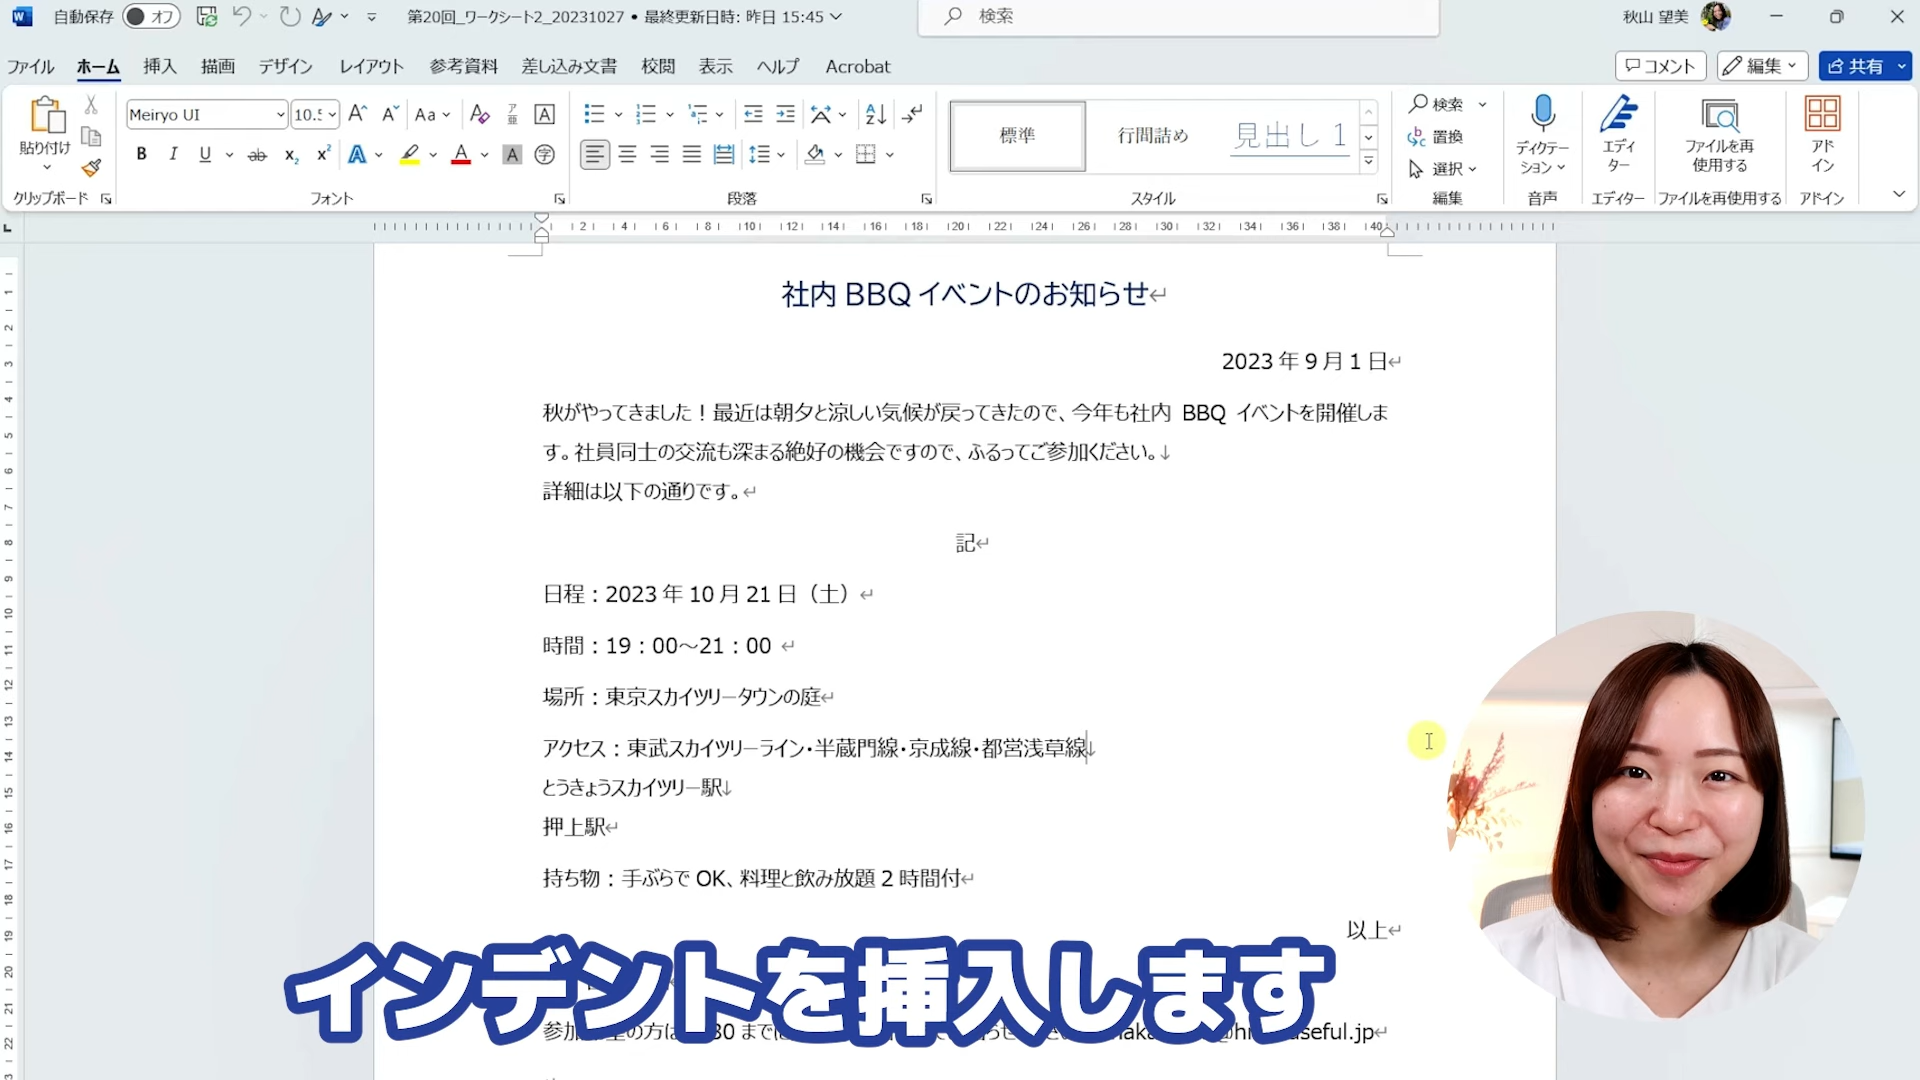 自動保存 オフ 第20回_ワークシート2_20231027 • 最終更新日時: 昨日 15:45 検索 秋山 望美
ファイル ホーム 挿入 描画 デザイン レイアウト 参考資料 差し込み文書 校閲 表示 ヘルプ Acrobat コメント 編集 共有
貼り付け Meiryo UI 10.5 標準 行間詰め 見出し 1 検索 置換 選択 ディクテーション エディター ファイルを再使用する アドイン
クリップボード フォント 段落 スタイル 編集 音声 エディター ファイルを再使用する アドイン
2 4 6 8 10 12 14 16 18 20 22 24 26 28 30 32 34 36 38 40
社内 BBQ イベントのお知らせ
2023 年 9 月 1 日
秋がやってきました！最近は朝夕と涼しい気候が戻ってきたので、今年も社内 BBQ イベントを開催しま
す。社員同士の交流も深まる絶好の機会ですので、ふるってご参加ください。
詳細は以下の通りです。
記
日程：2023 年 10 月 21 日（土）
時間：19：00～21：00
場所：東京スカイツリータウンの庭
アクセス：東武スカイツリーライン・半蔵門線・京成線・都営浅草線
とうきょうスカイツリー駅
押上駅
持ち物：手ぶらで OK、料理と飲み放題 2 時間付
以上
インデントを挿入します